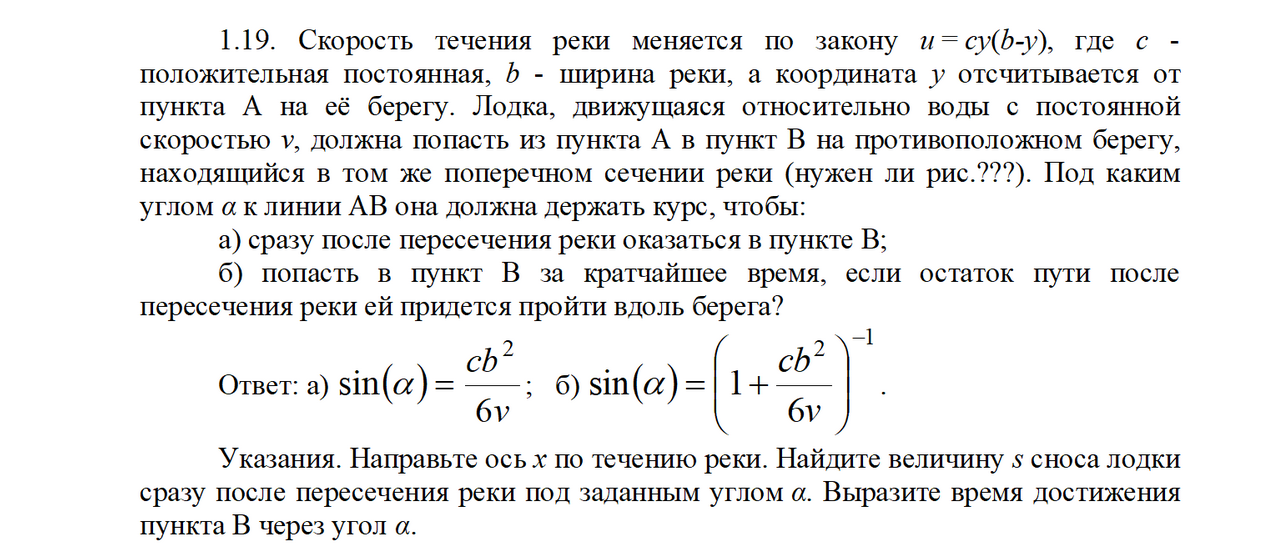 1.19. Скорость течения реки меняется по закону u = cy(b-y), где c -
положительная постоянная, b - ширина реки, а координата y отсчитывается от
пункта А на её берегу. Лодка, движущаяся относительно воды с постоянной
скоростью v, должна попасть из пункта А в пункт В на противоположном берегу,
находящийся в том же поперечном сечении реки (нужен ли рис.???). Под каким
углом α к линии АВ она должна держать курс, чтобы:
а) сразу после пересечения реки оказаться в пункте В;
б) попасть в пункт В за кратчайшее время, если остаток пути после
пересечения реки ей придется пройти вдоль берега?
Ответ: а) sin(α) = cb²/6v ; б) sin(α) = (1 + cb²/6v)⁻¹ .
Указания. Направьте ось x по течению реки. Найдите величину s сноса лодки
сразу после пересечения реки под заданным углом α. Выразите время достижения
пункта В через угол α.